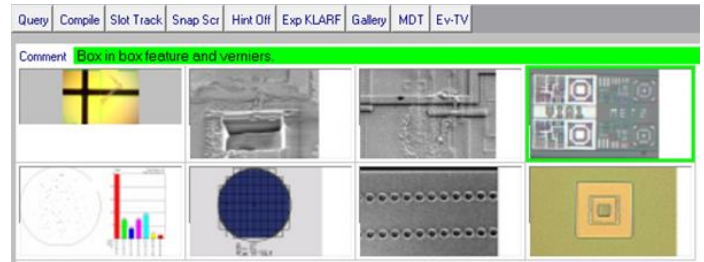 Query Compile Slot Track Snap Scr Hint Off Exp KLARF Gallery MDT Ev-TV
Comment Box in box feature and verniers.